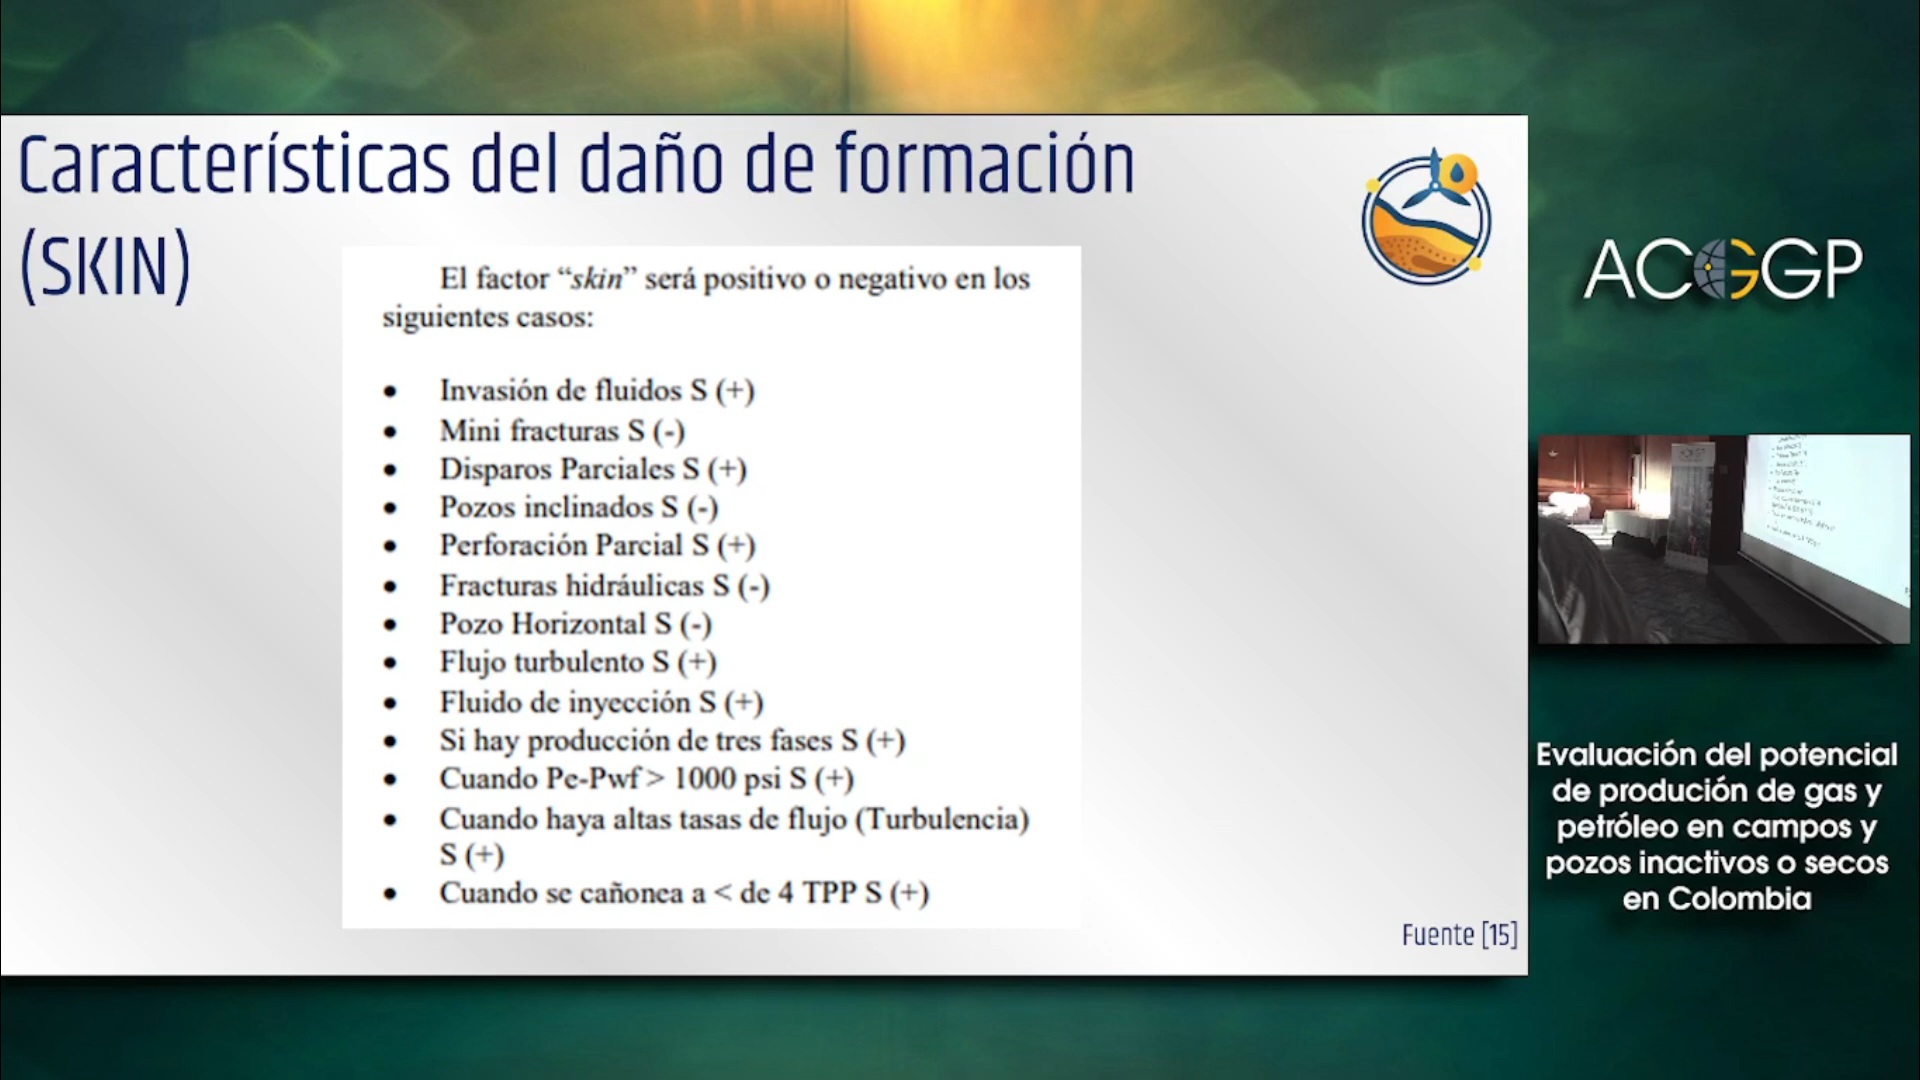 Características del daño de formación
(SKIN)
El factor “skin” será positivo o negativo en los
siguientes casos:
• Invasión de fluidos S (+)
• Mini fracturas S (-)
• Disparos Parciales S (+)
• Pozos inclinados S (-)
• Perforación Parcial S (+)
• Fracturas hidráulicas S (-)
• Pozo Horizontal S (-)
• Flujo turbulento S (+)
• Fluido de inyección S (+)
• Si hay producción de tres fases S (+)
• Cuando Pe-Pwf > 1000 psi S (+)
• Cuando haya altas tasas de flujo (Turbulencia)
S (+)
• Cuando se cañonea a < de 4 TPP S (+)
Fuente [15]
ACGGP
Evaluación del potencial
de produción de gas y
petróleo en campos y
pozos inactivos o secos
en Colombia